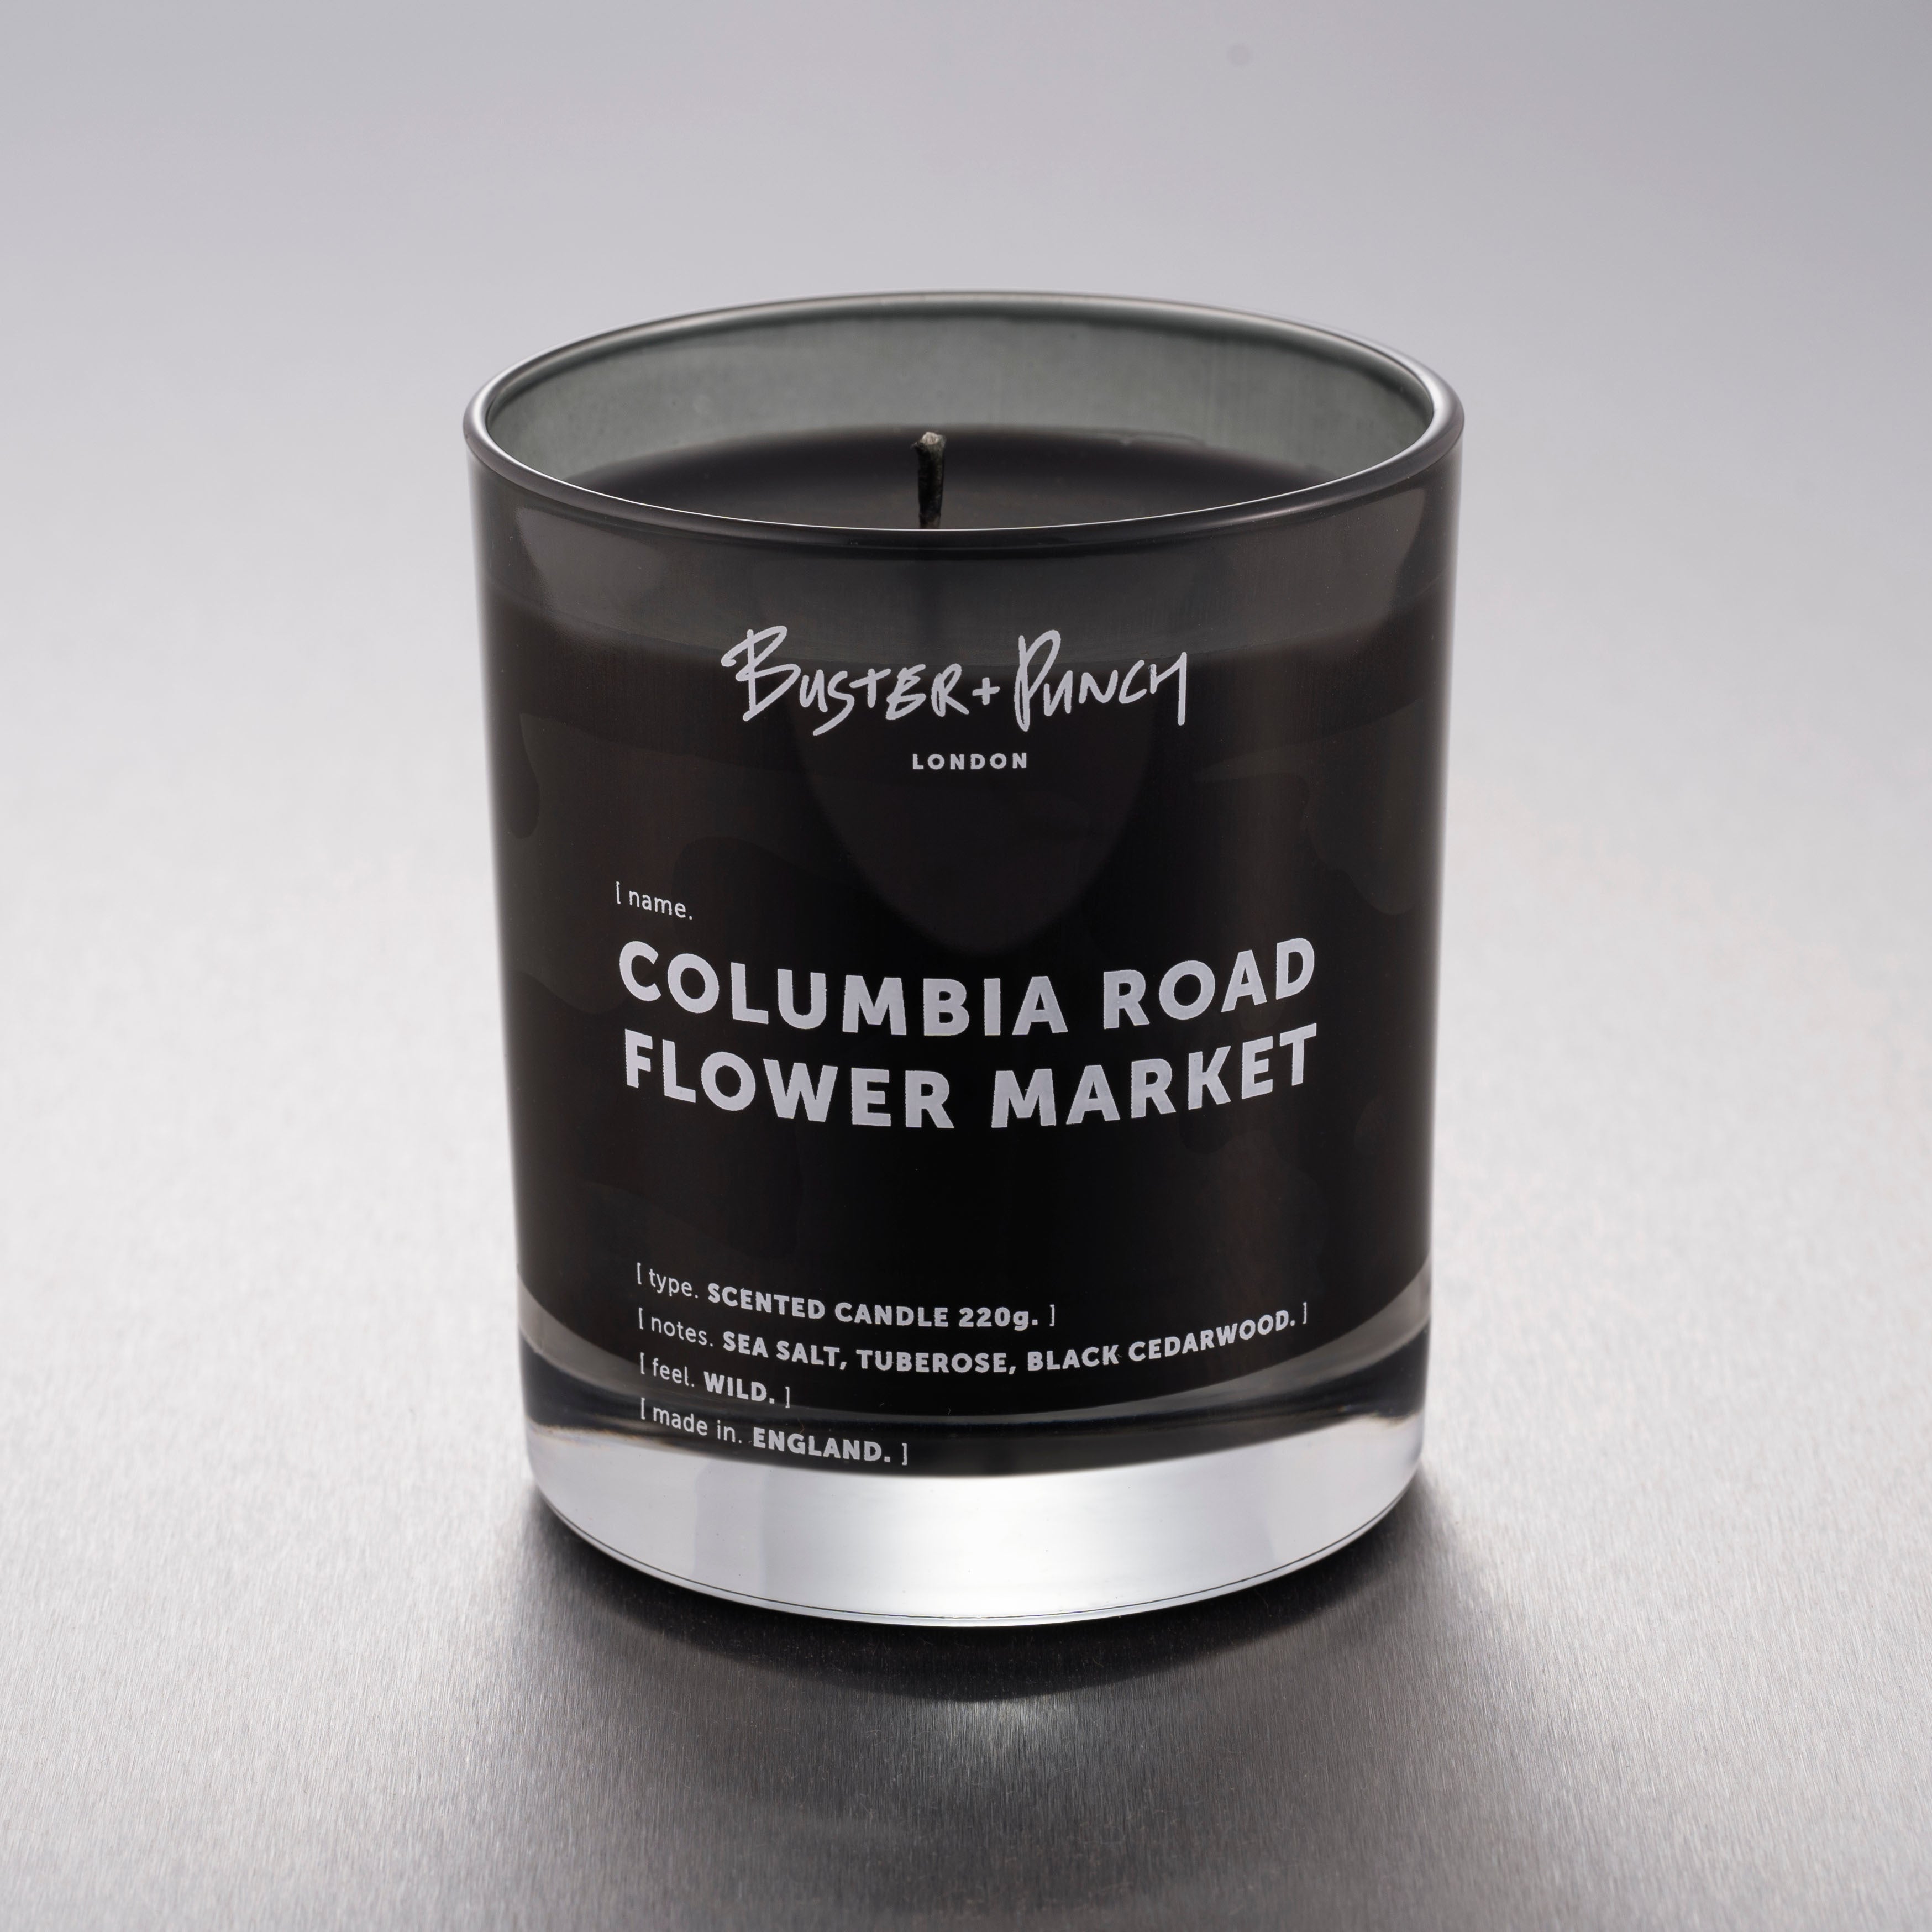 BUSTER + PUNCH
LONDON
[ name.
COLUMBIA ROAD
FLOWER MARKET
[ type. SCENTED CANDLE 220g. ]
[ notes. SEA SALT, TUBEROSE, BLACK CEDARWOOD. ]
[ feel. WILD. ]
[ made in. ENGLAND. ]